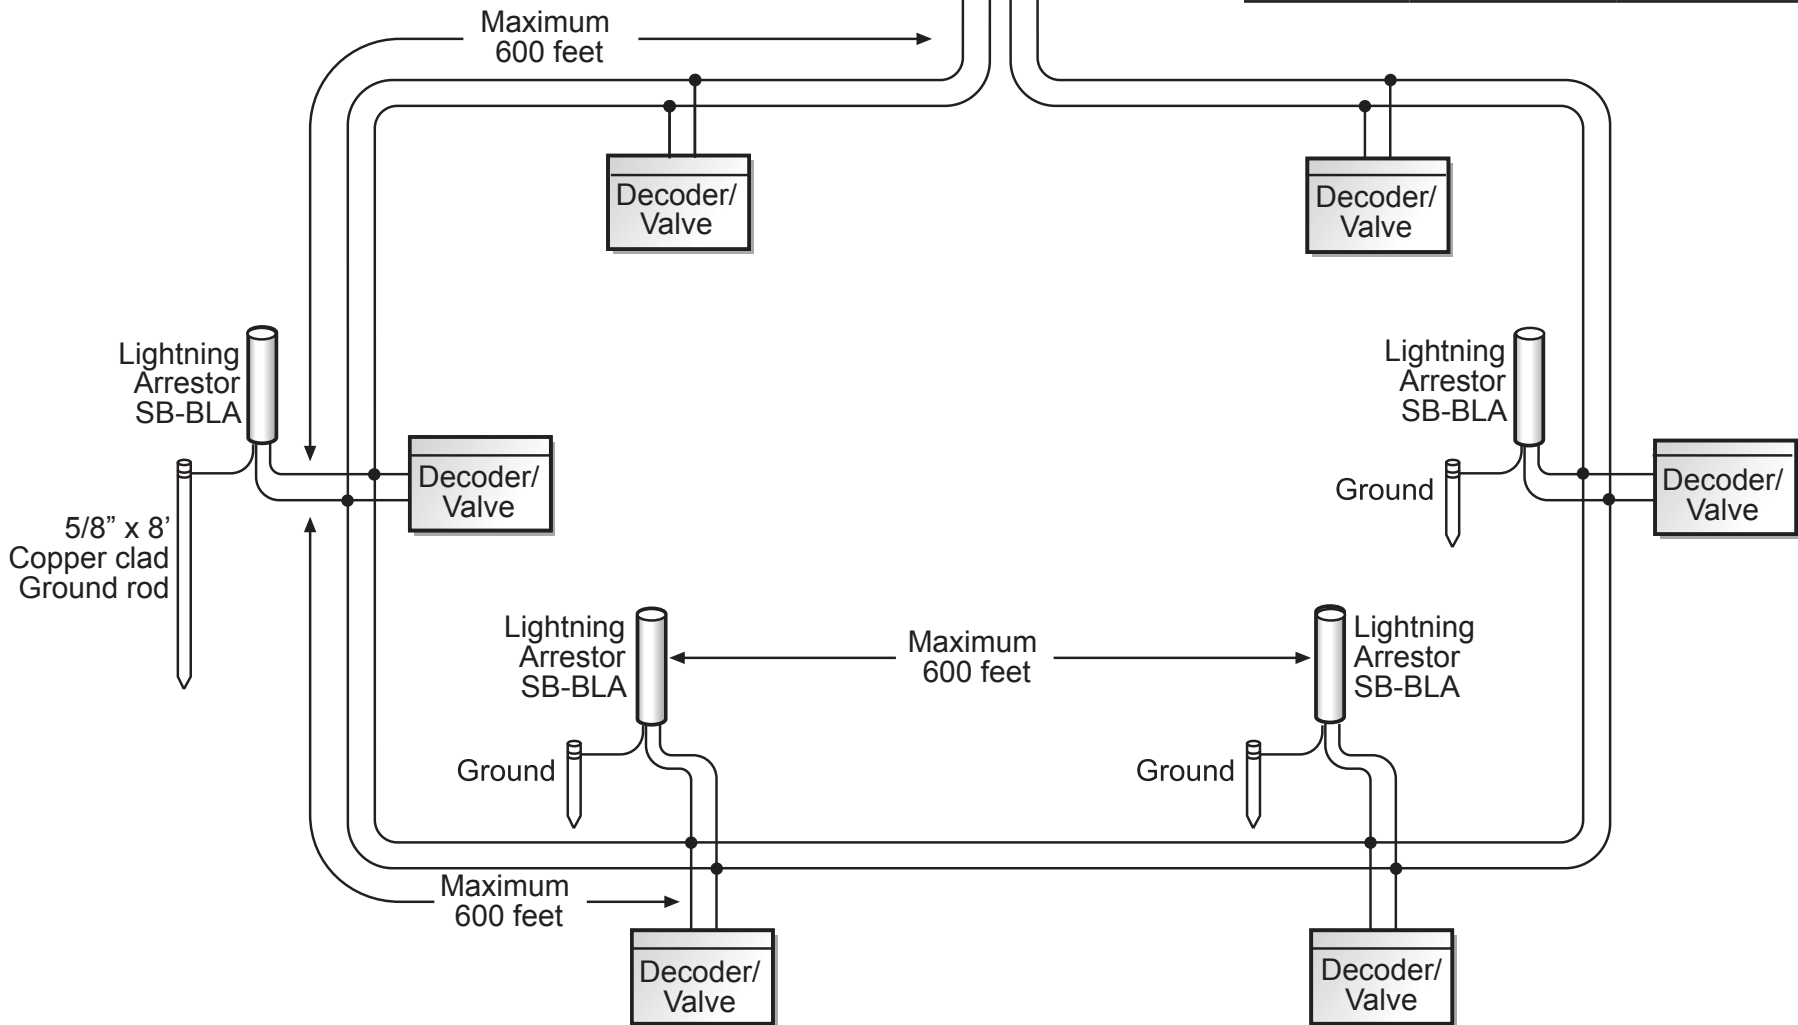 Maximum
600 feet
Decoder/
Valve
Decoder/
Valve
Lightning
Arrestor
SB-BLA
Lightning
Arrestor
SB-BLA
Decoder/
Valve
Ground
Decoder/
Valve
5/8” x 8’
Copper clad
Ground rod
Lightning
Arrestor
SB-BLA
Maximum
600 feet
Lightning
Arrestor
SB-BLA
Ground
Ground
Maximum
600 feet
Decoder/
Valve
Decoder/
Valve